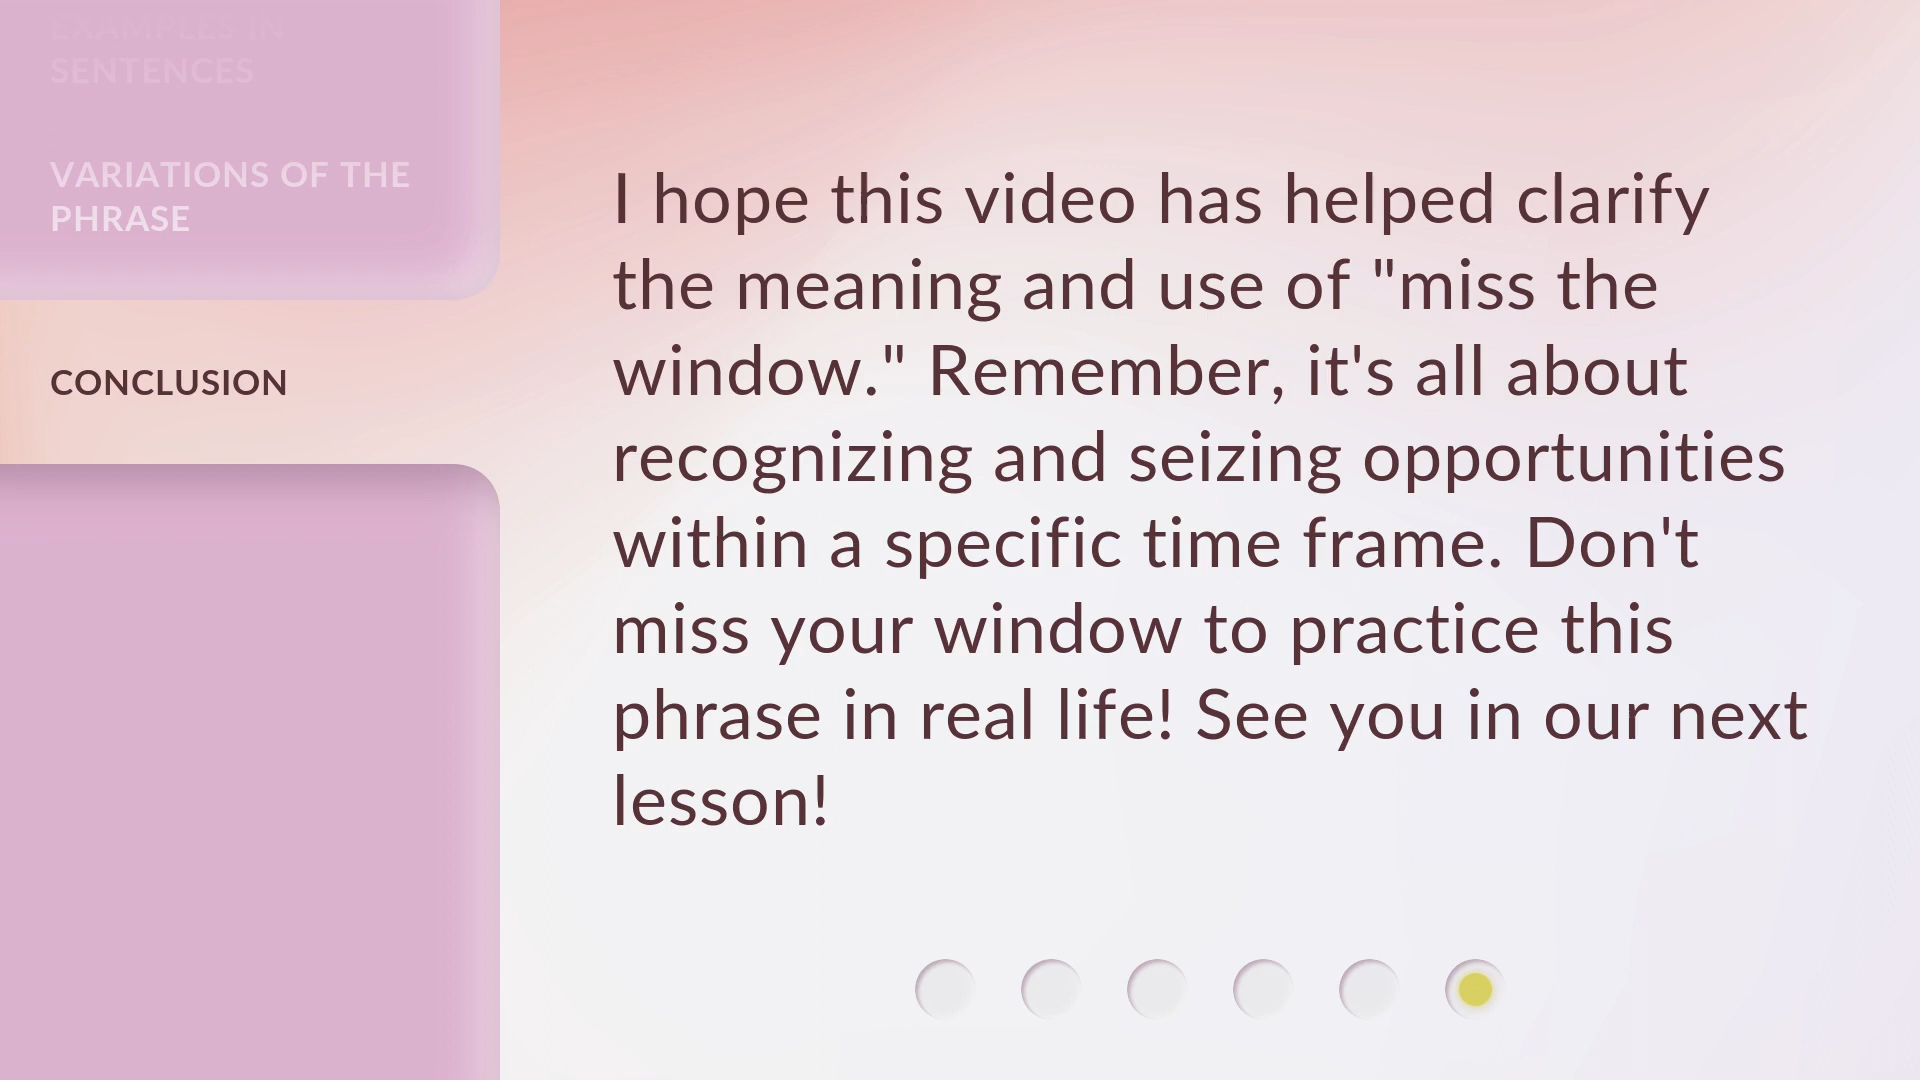 EXAMPLES IN
SENTENCES
VARIATIONS OF THE
PHRASE
CONCLUSION
I hope this video has helped clarify
the meaning and use of "miss the
window." Remember, it's all about
recognizing and seizing opportunities
within a specific time frame. Don't
miss your window to practice this
phrase in real life! See you in our next
lesson!